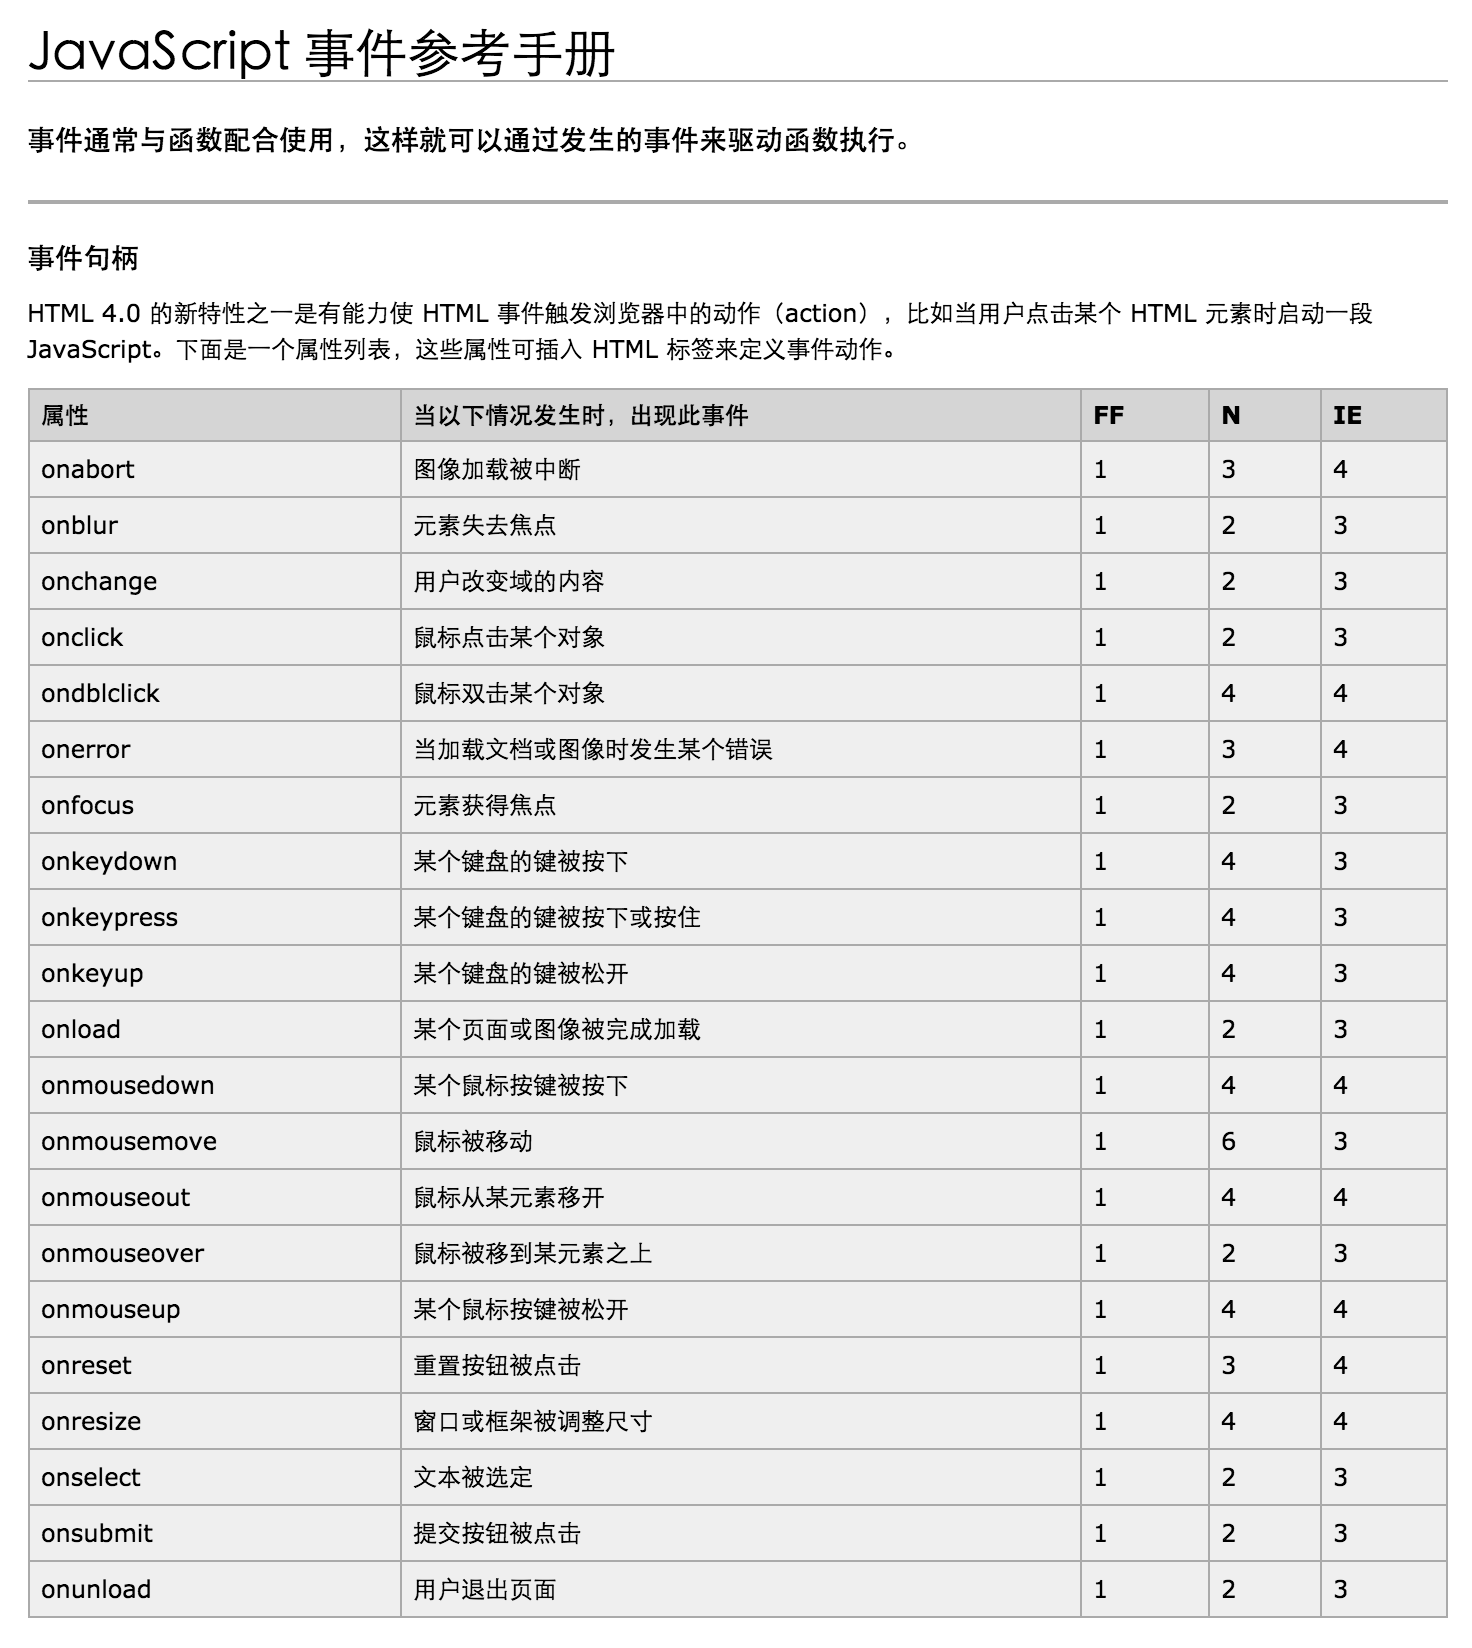 JavaScript 事件参考手册
事件通常与函数配合使用，这样就可以通过发生的事件来驱动函数执行。
事件句柄
HTML 4.0 的新特性之一是有能力使 HTML 事件触发浏览器中的动作（action），比如当用户点击某个 HTML 元素时启动一段
JavaScript。下面是一个属性列表，这些属性可插入 HTML 标签来定义事件动作。
属性 当以下情况发生时，出现此事件 FF N IE
onabort 图像加载被中断 1 3 4
onblur 元素失去焦点 1 2 3
onchange 用户改变域的内容 1 2 3
onclick 鼠标点击某个对象 1 2 3
ondblclick 鼠标双击某个对象 1 4 4
onerror 当加载文档或图像时发生某个错误 1 3 4
onfocus 元素获得焦点 1 2 3
onkeydown 某个键盘的键被按下 1 4 3
onkeypress 某个键盘的键被按下或按住 1 4 3
onkeyup 某个键盘的键被松开 1 4 3
onload 某个页面或图像被完成加载 1 2 3
onmousedown 某个鼠标按键被按下 1 4 4
onmousemove 鼠标被移动 1 6 3
onmouseout 鼠标从某元素移开 1 4 4
onmouseover 鼠标被移到某元素之上 1 2 3
onmouseup 某个鼠标按键被松开 1 4 4
onreset 重置按钮被点击 1 3 4
onresize 窗口或框架被调整尺寸 1 4 4
onselect 文本被选定 1 2 3
onsubmit 提交按钮被点击 1 2 3
onunload 用户退出页面 1 2 3